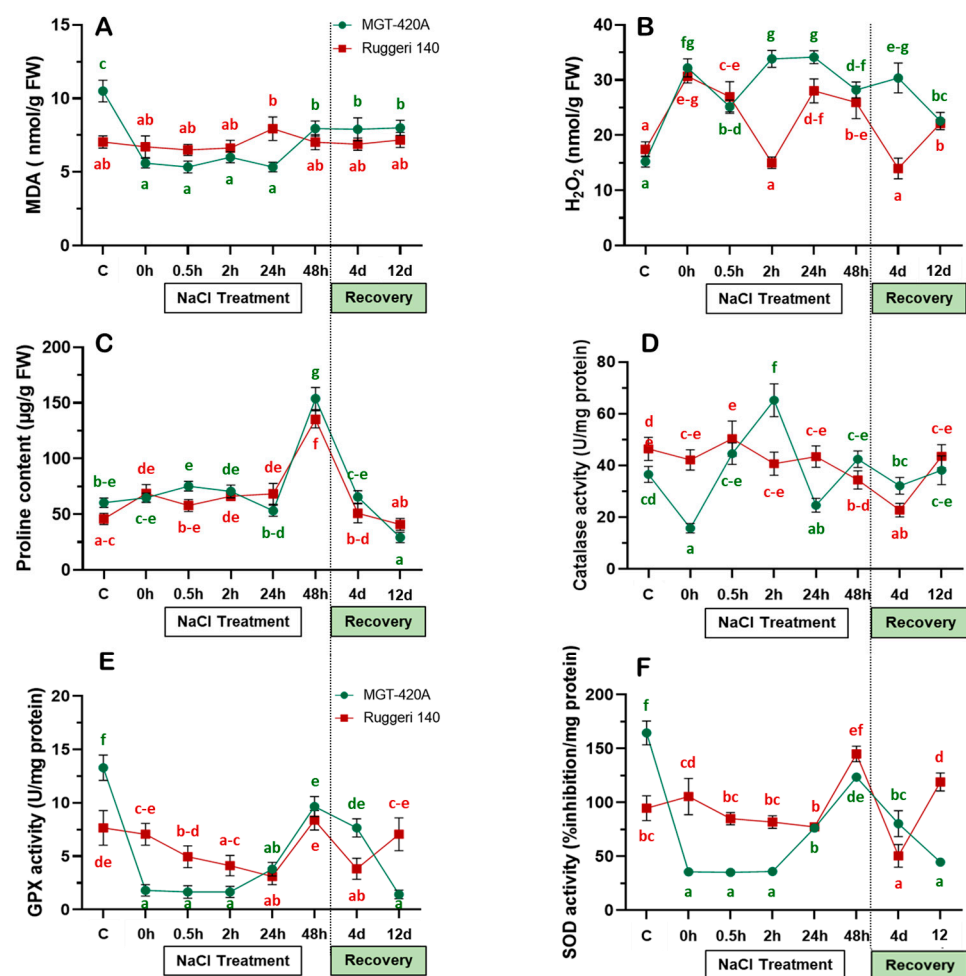 A
MGT-420A
Ruggeri 140
MDA ( nmol/g FW)
15
10
5
0
c
ab ab ab b b b b
ab a a a a ab ab ab
C 0h 0.5h 2h 24h 48h 4d 12d
NaCl Treatment
Recovery
B
H₂O₂ (nmol/g FW)
40
30
20
10
0
a fg c-e g g d-f e-g bc
a e-g b-d a d-f b-e a b
C 0h 0.5h 2h 24h 48h 4d 12d
NaCl Treatment
Recovery
C
Proline content (µg/g FW)
200
150
100
50
0
b-e de e de de g c-e ab
a-c c-e b-e de b-d f b-d a
C 0h 0.5h 2h 24h 48h 4d 12d
NaCl Treatment
Recovery
D
Catalase actvity (U/mg protein)
80
60
40
20
0
d
e
c-e e f c-e c-e bc c-e
cd a c-e c-e ab b-d ab c-e
C 0h 0.5h 2h 24h 48h 4d 12d
NaCl Treatment
Recovery
E
MGT-420A
Ruggeri 140
GPX activity (U/mg protein)
20
15
10
5
0
f c-e b-d a-c ab e de c-e
de a a a ab e ab a
C 0h 0.5h 2h 24h 48h 4d 12d
NaCl Treatment
Recovery
F
SOD activity (%inhibition/mg protein)
200
150
100
50
0
f cd bc bc b ef bc d
bc a a a b de a a
C 0h 0.5h 2h 24h 48h 4d 12
NaCl Treatment
Recovery